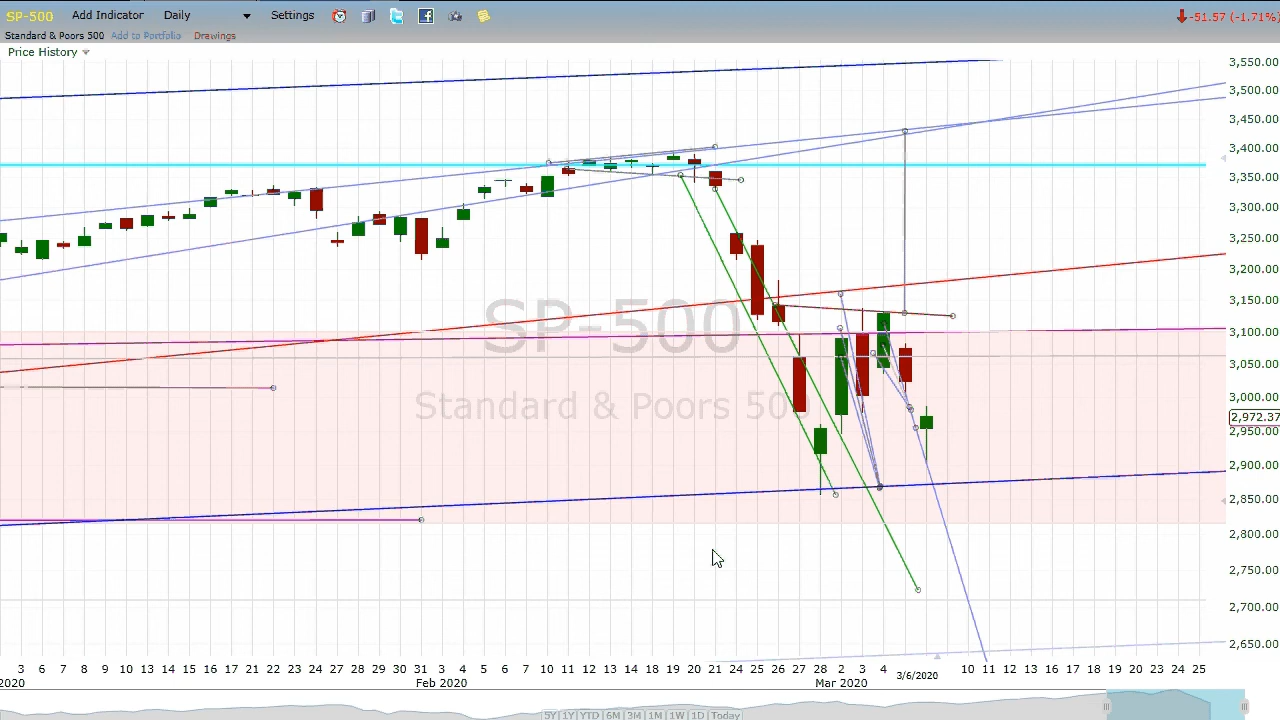 SP-500 Add Indicator Daily Settings -51.57 (-1.71%)
Standard & Poors 500 Add to Portfolio Drawings
Price History
3,550.00
3,500.00
3,450.00
3,400.00
3,350.00
3,300.00
3,250.00
3,200.00
3,150.00
3,100.00
3,050.00
3,000.00
2,972.37
2,950.00
2,900.00
2,850.00
2,800.00
2,750.00
2,700.00
2,650.00
SP-500
Standard & Poors 500
3 6 7 8 9 10 13 14 15 16 17 21 22 23 24 27 28 29 30 31 3 4 5 6 7 10 11 12 13 14 18 19 20 21 24 25 26 27 28 2 3 4 3/6/2020 10 11 12 13 16 17 18 19 20 23 24 25
2020 Feb 2020 Mar 2020
5Y|1Y|YTD|6M|3M|1M|1W|1D|Today